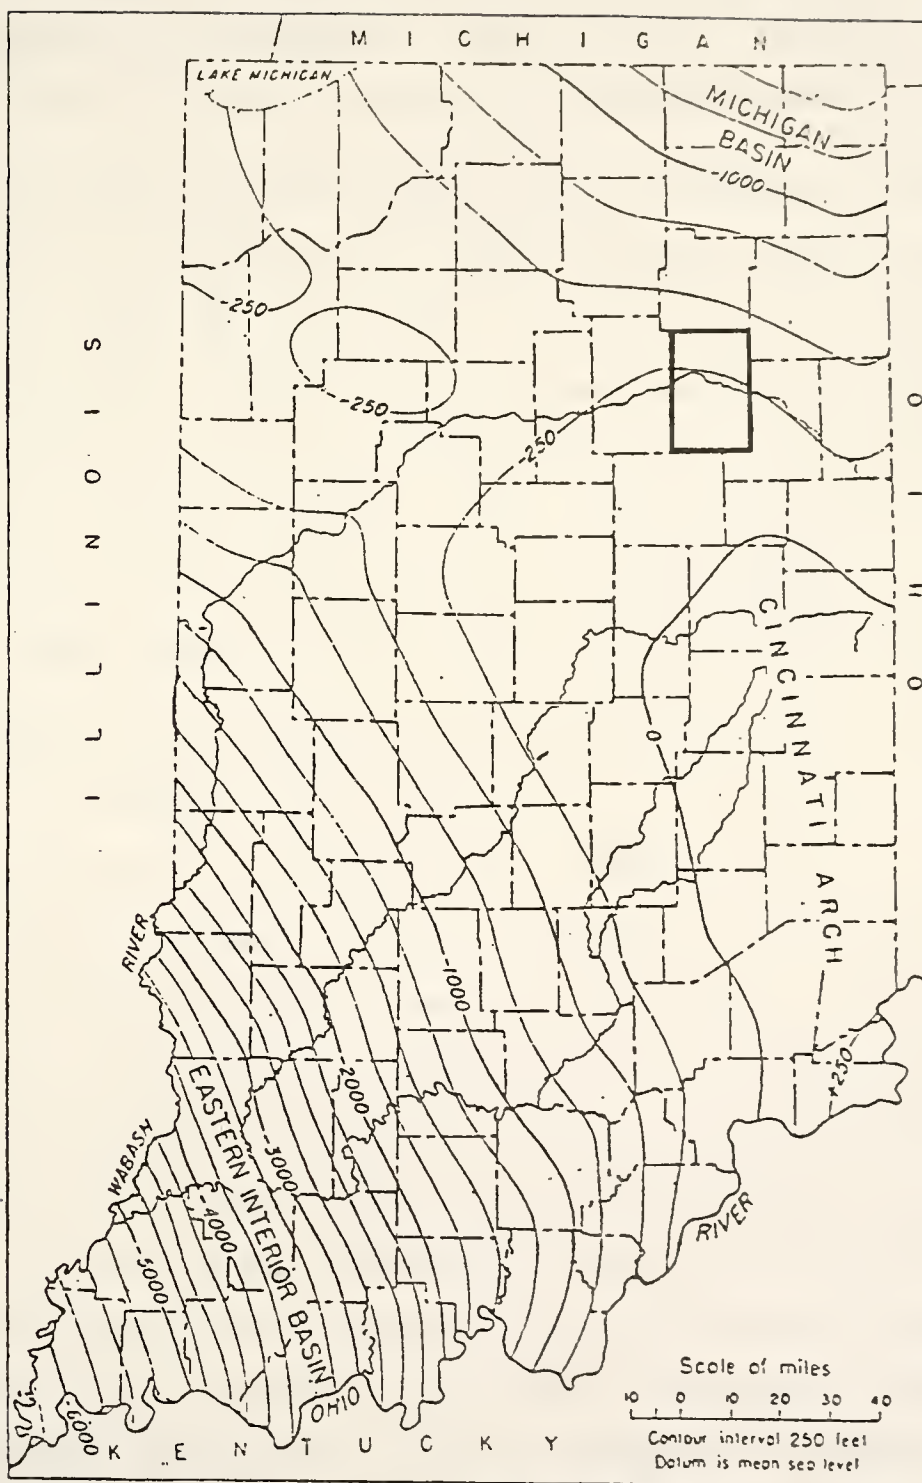 MICHIGAN
LAKE MICHIGAN
MICHIGAN
BASIN
-1000
-250
ILLINOIS
-250
-250
OHIO
CINCINNATI ARCH
0
RIVER
-1000
+250
-2000
EASTERN INTERIOR BASIN
WABASH
-3000
-4000
RIVER
-5000
OHIO
-6000
KENTUCKY
Scale of miles
10 0 10 20 40
Contour interval 250 feet
Datum is mean sea level